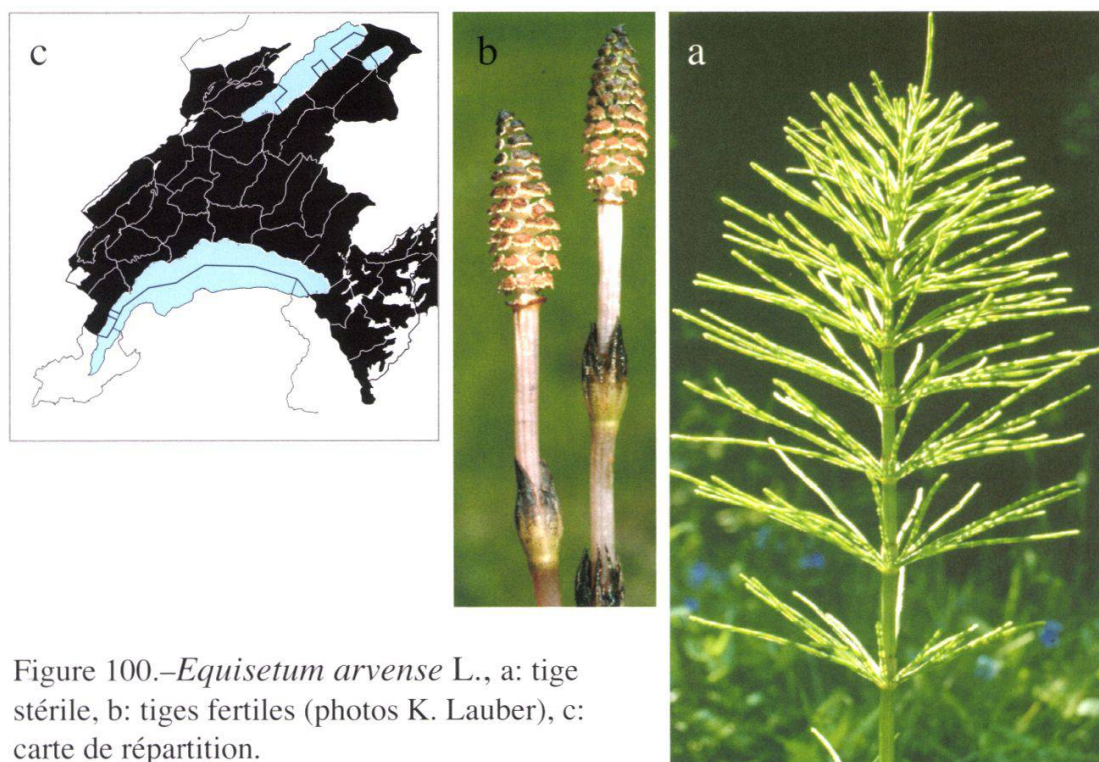 c
b
a
Figure 100.–Equisetum arvense L., a: tige
stérile, b: tiges fertiles (photos K. Lauber), c:
carte de répartition.